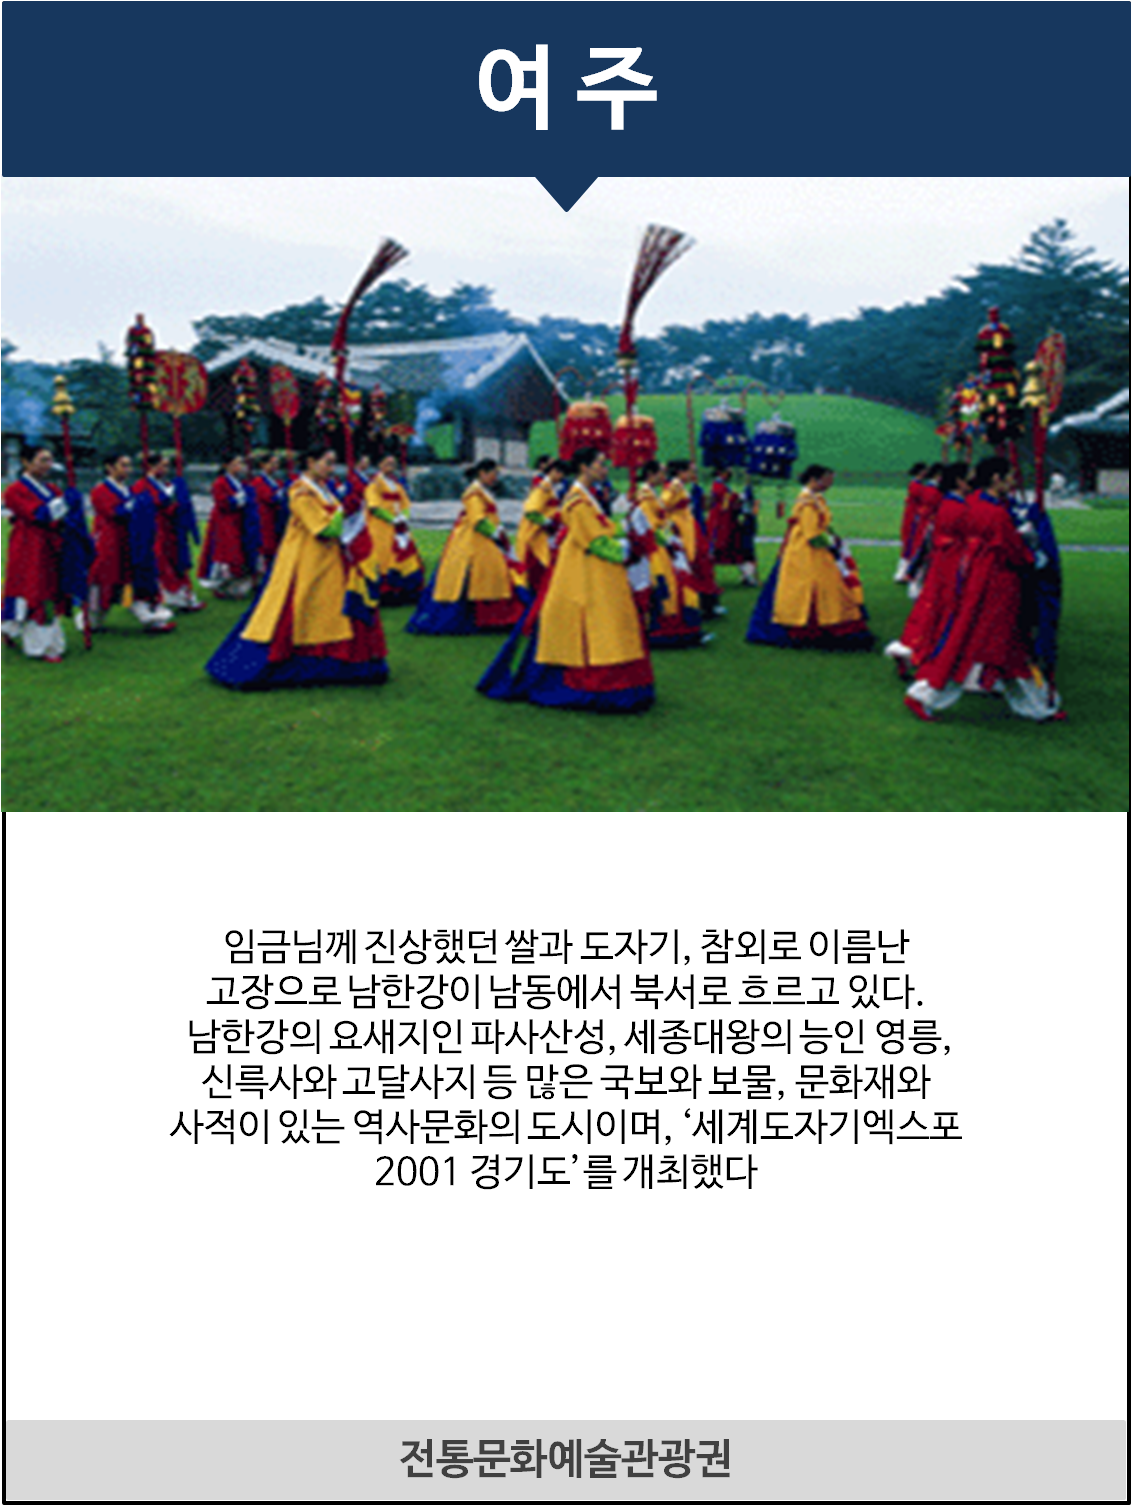 여주
임금님께 진상했던 쌀과 도자기, 참외로 이름난
고장으로 남한강이 남동에서 북서로 흐르고 있다.
남한강의 요새지인 파사산성, 세종대왕의 능인 영릉,
신륵사와 고달사지 등 많은 국보와 보물, 문화재와
사적이 있는 역사문화의 도시이며, ‘세계도자기엑스포
2001 경기도’를 개최했다
전통문화예술관광권